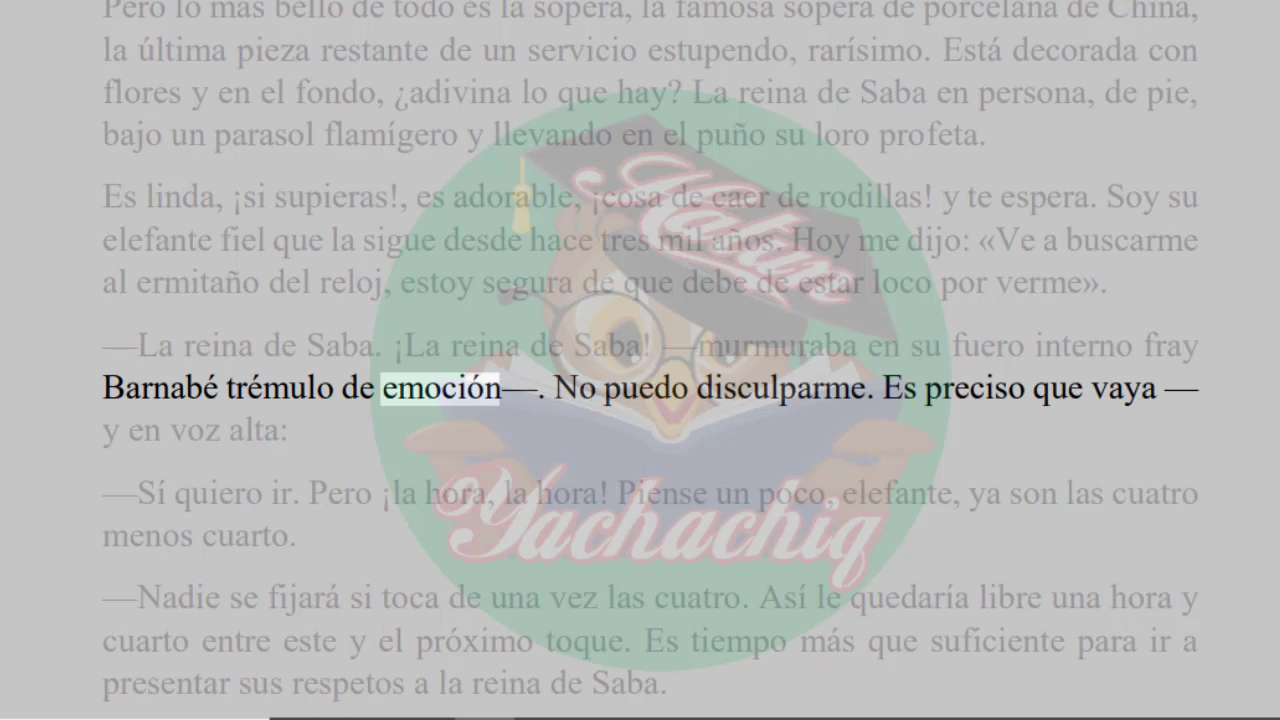 Pero lo más bello de todo es la sopera, la famosa sopera de porcelana de China,
la última pieza restante de un servicio estupendo, rarísimo. Está decorada con
flores y en el fondo, ¿adivina lo que hay? La reina de Saba en persona, de pie,
bajo un parasol flamígero y llevando en el puño su loro profeta.
Es linda, ¡si supieras!, es adorable, ¡cosa de caer de rodillas! y te espera. Soy su
elefante fiel que la sigue desde hace tres mil años. Hoy me dijo: «Ve a buscarme
al ermitaño del reloj, estoy segura de que debe de estar loco por verme».
—La reina de Saba. ¡La reina de Saba! —murmuraba en su fuero interno fray
Barnabé trémulo de emoción—. No puedo disculparme. Es preciso que vaya —
y en voz alta:
—Sí quiero ir. Pero ¡la hora, la hora! Piense un poco, elefante, ya son las cuatro
menos cuarto.
—Nadie se fijará si toca de una vez las cuatro. Así le quedaría libre una hora y
cuarto entre este y el próximo toque. Es tiempo más que suficiente para ir a
presentar sus respetos a la reina de Saba.
Hatun
Yachachiq